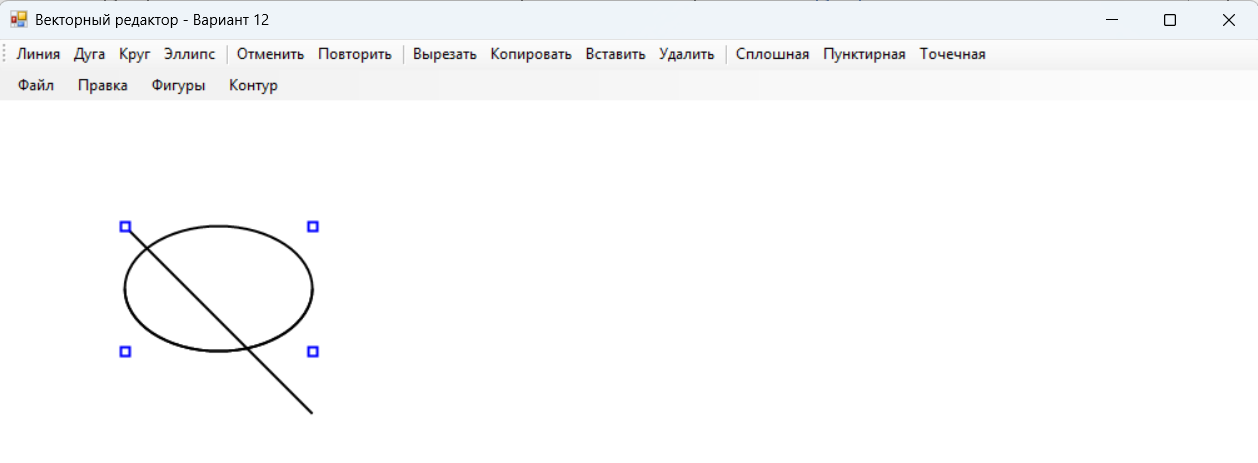 Векторный редактор - Вариант 12
Линия Дуга Круг Эллипс Отменить Повторить Вырезать Копировать Вставить Удалить Сплошная Пунктирная Точечная
Файл Правка Фигуры Контур